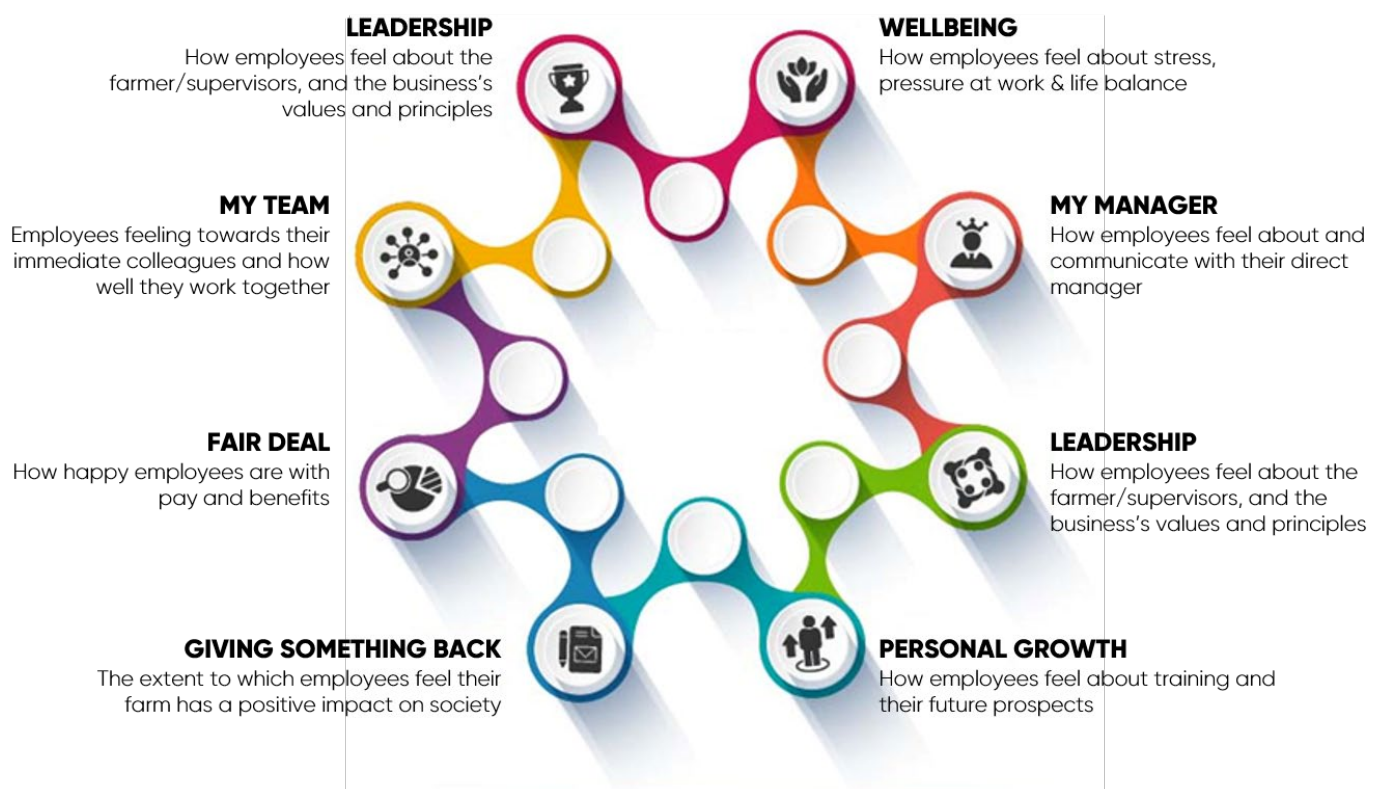 LEADERSHIP
How employees feel about the
farmer/supervisors, and the business's
values and principles
WELLBEING
How employees feel about stress,
pressure at work & life balance
MY TEAM
Employees feeling towards their
immediate colleagues and how
well they work together
MY MANAGER
How employees feel about and
communicate with their direct
manager
FAIR DEAL
How happy employees are with
pay and benefits
LEADERSHIP
How employees feel about the
farmer/supervisors, and the
business's values and principles
GIVING SOMETHING BACK
The extent to which employees feel their
farm has a positive impact on society
PERSONAL GROWTH
How employees feel about training and
their future prospects